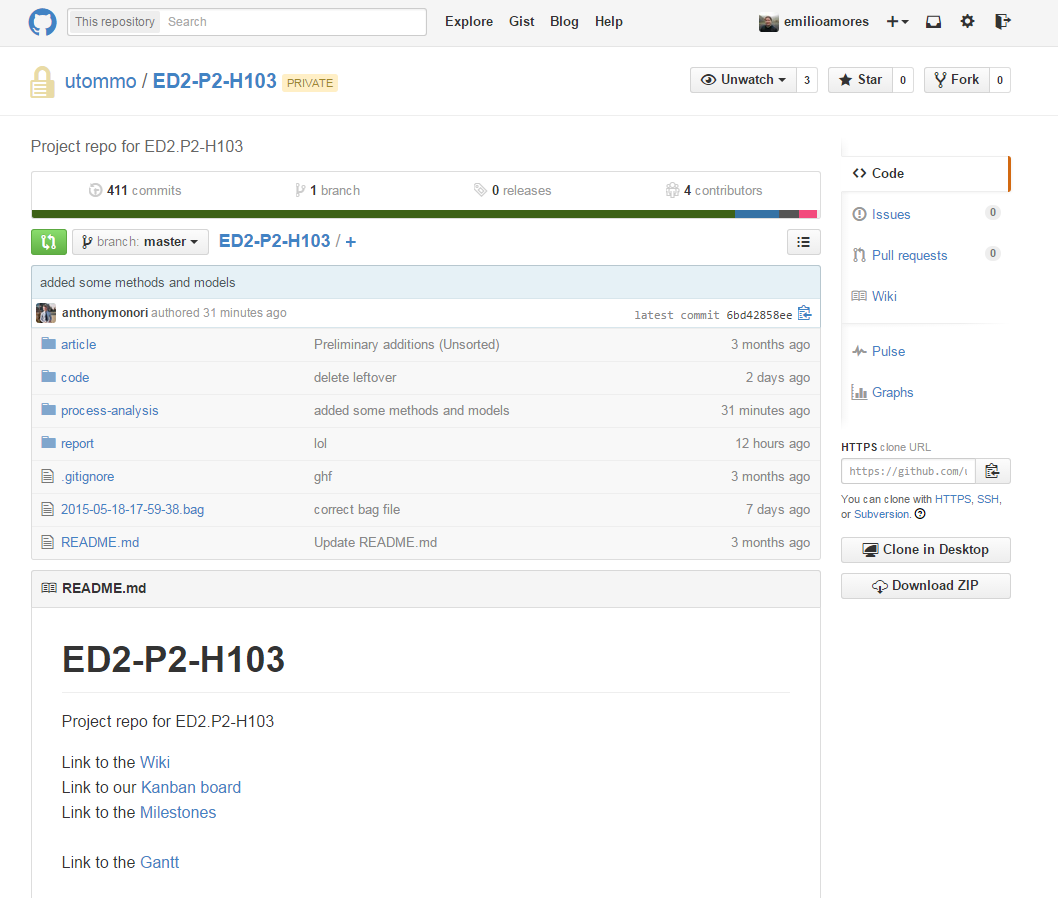 This repository Search Explore Gist Blog Help emilioamores
utommo / ED2-P2-H103 PRIVATE Unwatch 3 Star 0 Fork 0
Project repo for ED2.P2-H103
411 commits 1 branch 0 releases 4 contributors
branch: master ED2-P2-H103 / +
added some methods and models
anthonymonori authored 31 minutes ago latest commit 6bd42858ee
article Preliminary additions (Unsorted) 3 months ago
code delete leftover 2 days ago
process-analysis added some methods and models 31 minutes ago
report lol 12 hours ago
.gitignore ghf 3 months ago
2015-05-18-17-59-38.bag correct bag file 7 days ago
README.md Update README.md 3 months ago
README.md
ED2-P2-H103
Project repo for ED2.P2-H103
Link to the Wiki
Link to our Kanban board
Link to the Milestones
Link to the Gantt
Code
Issues 0
Pull requests 0
Wiki
Pulse
Graphs
HTTPS clone URL
https://github.com/u
You can clone with HTTPS, SSH,
or Subversion.
Clone in Desktop
Download ZIP